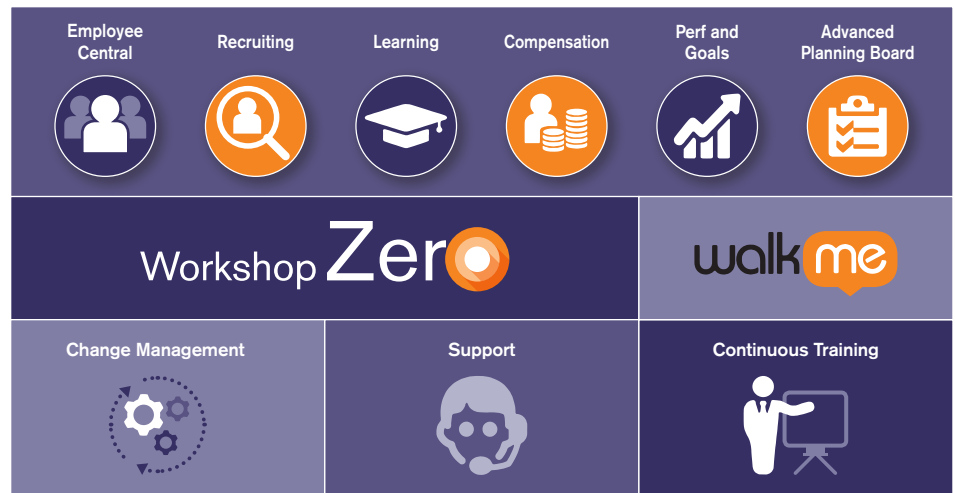 Employee
Central
Recruiting
Learning
Compensation
Perf and
Goals
Advanced
Planning Board
Workshop Zero
walkme
Change Management
Support
Continuous Training